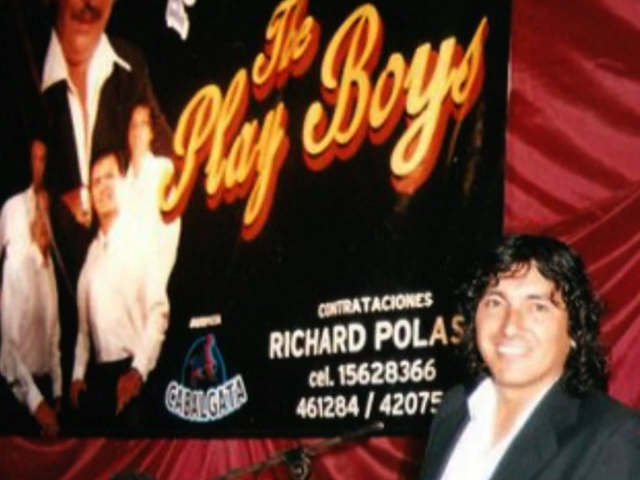 The
Play Boys
CONTRATACIONES
RICHARD POLAS
cel. 15628366
461284 / 42075
CABALGATA